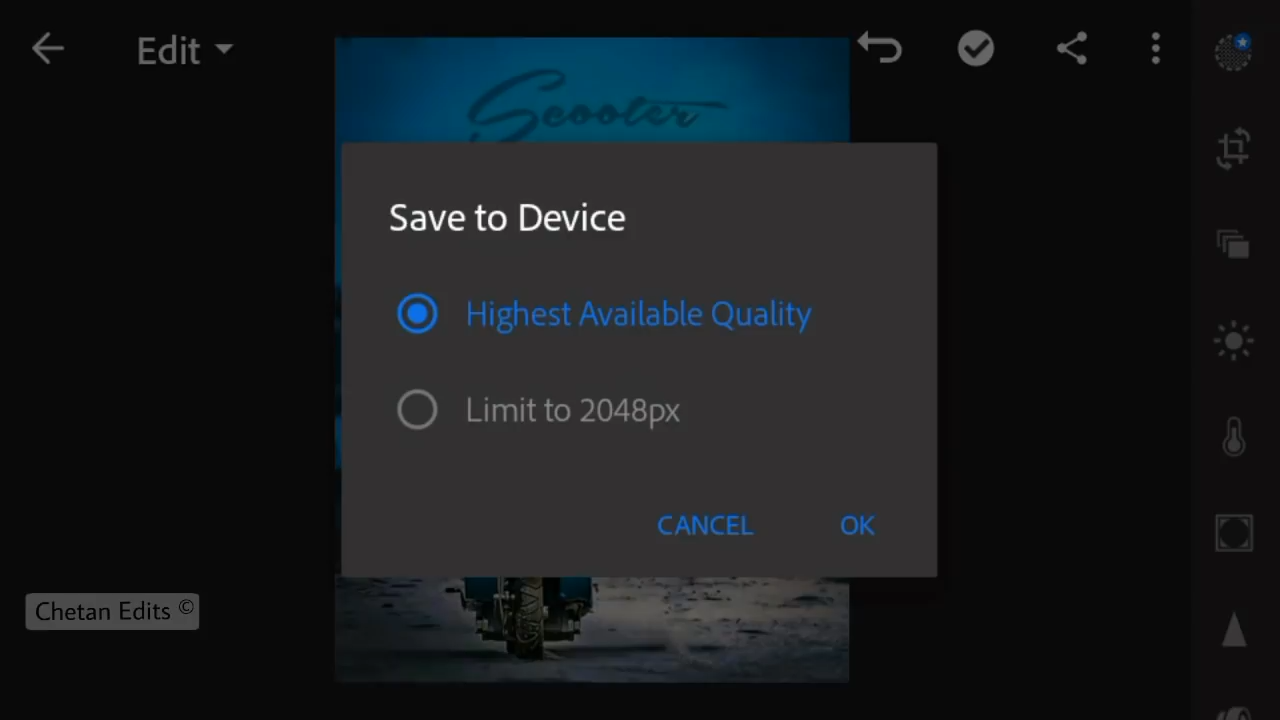 Edit
Scooter
Save to Device
Highest Available Quality
Limit to 2048px
CANCEL OK
Chetan Edits ©